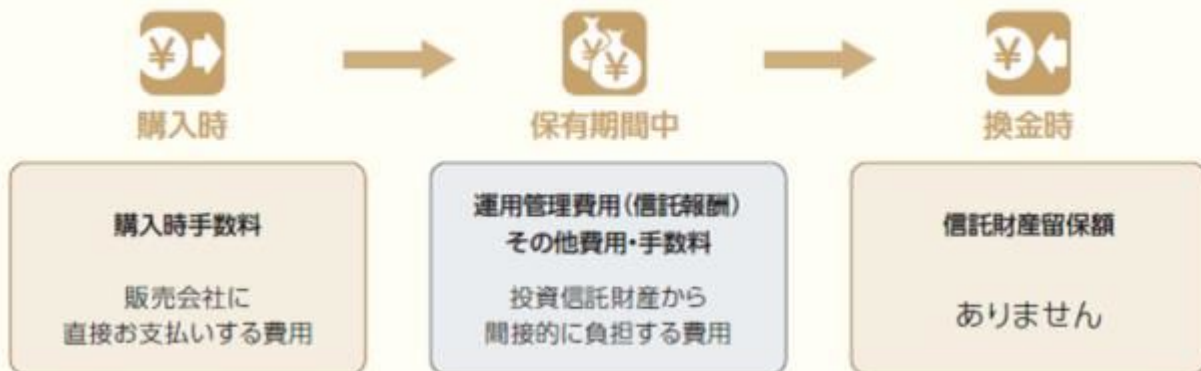 購入時
保有期間中
換金時
購入時手数料
販売会社に
直接お支払いする費用
運用管理費用(信託報酬)
その他費用・手数料
投資信託財産から
間接的に負担する費用
信託財産留保額
ありません